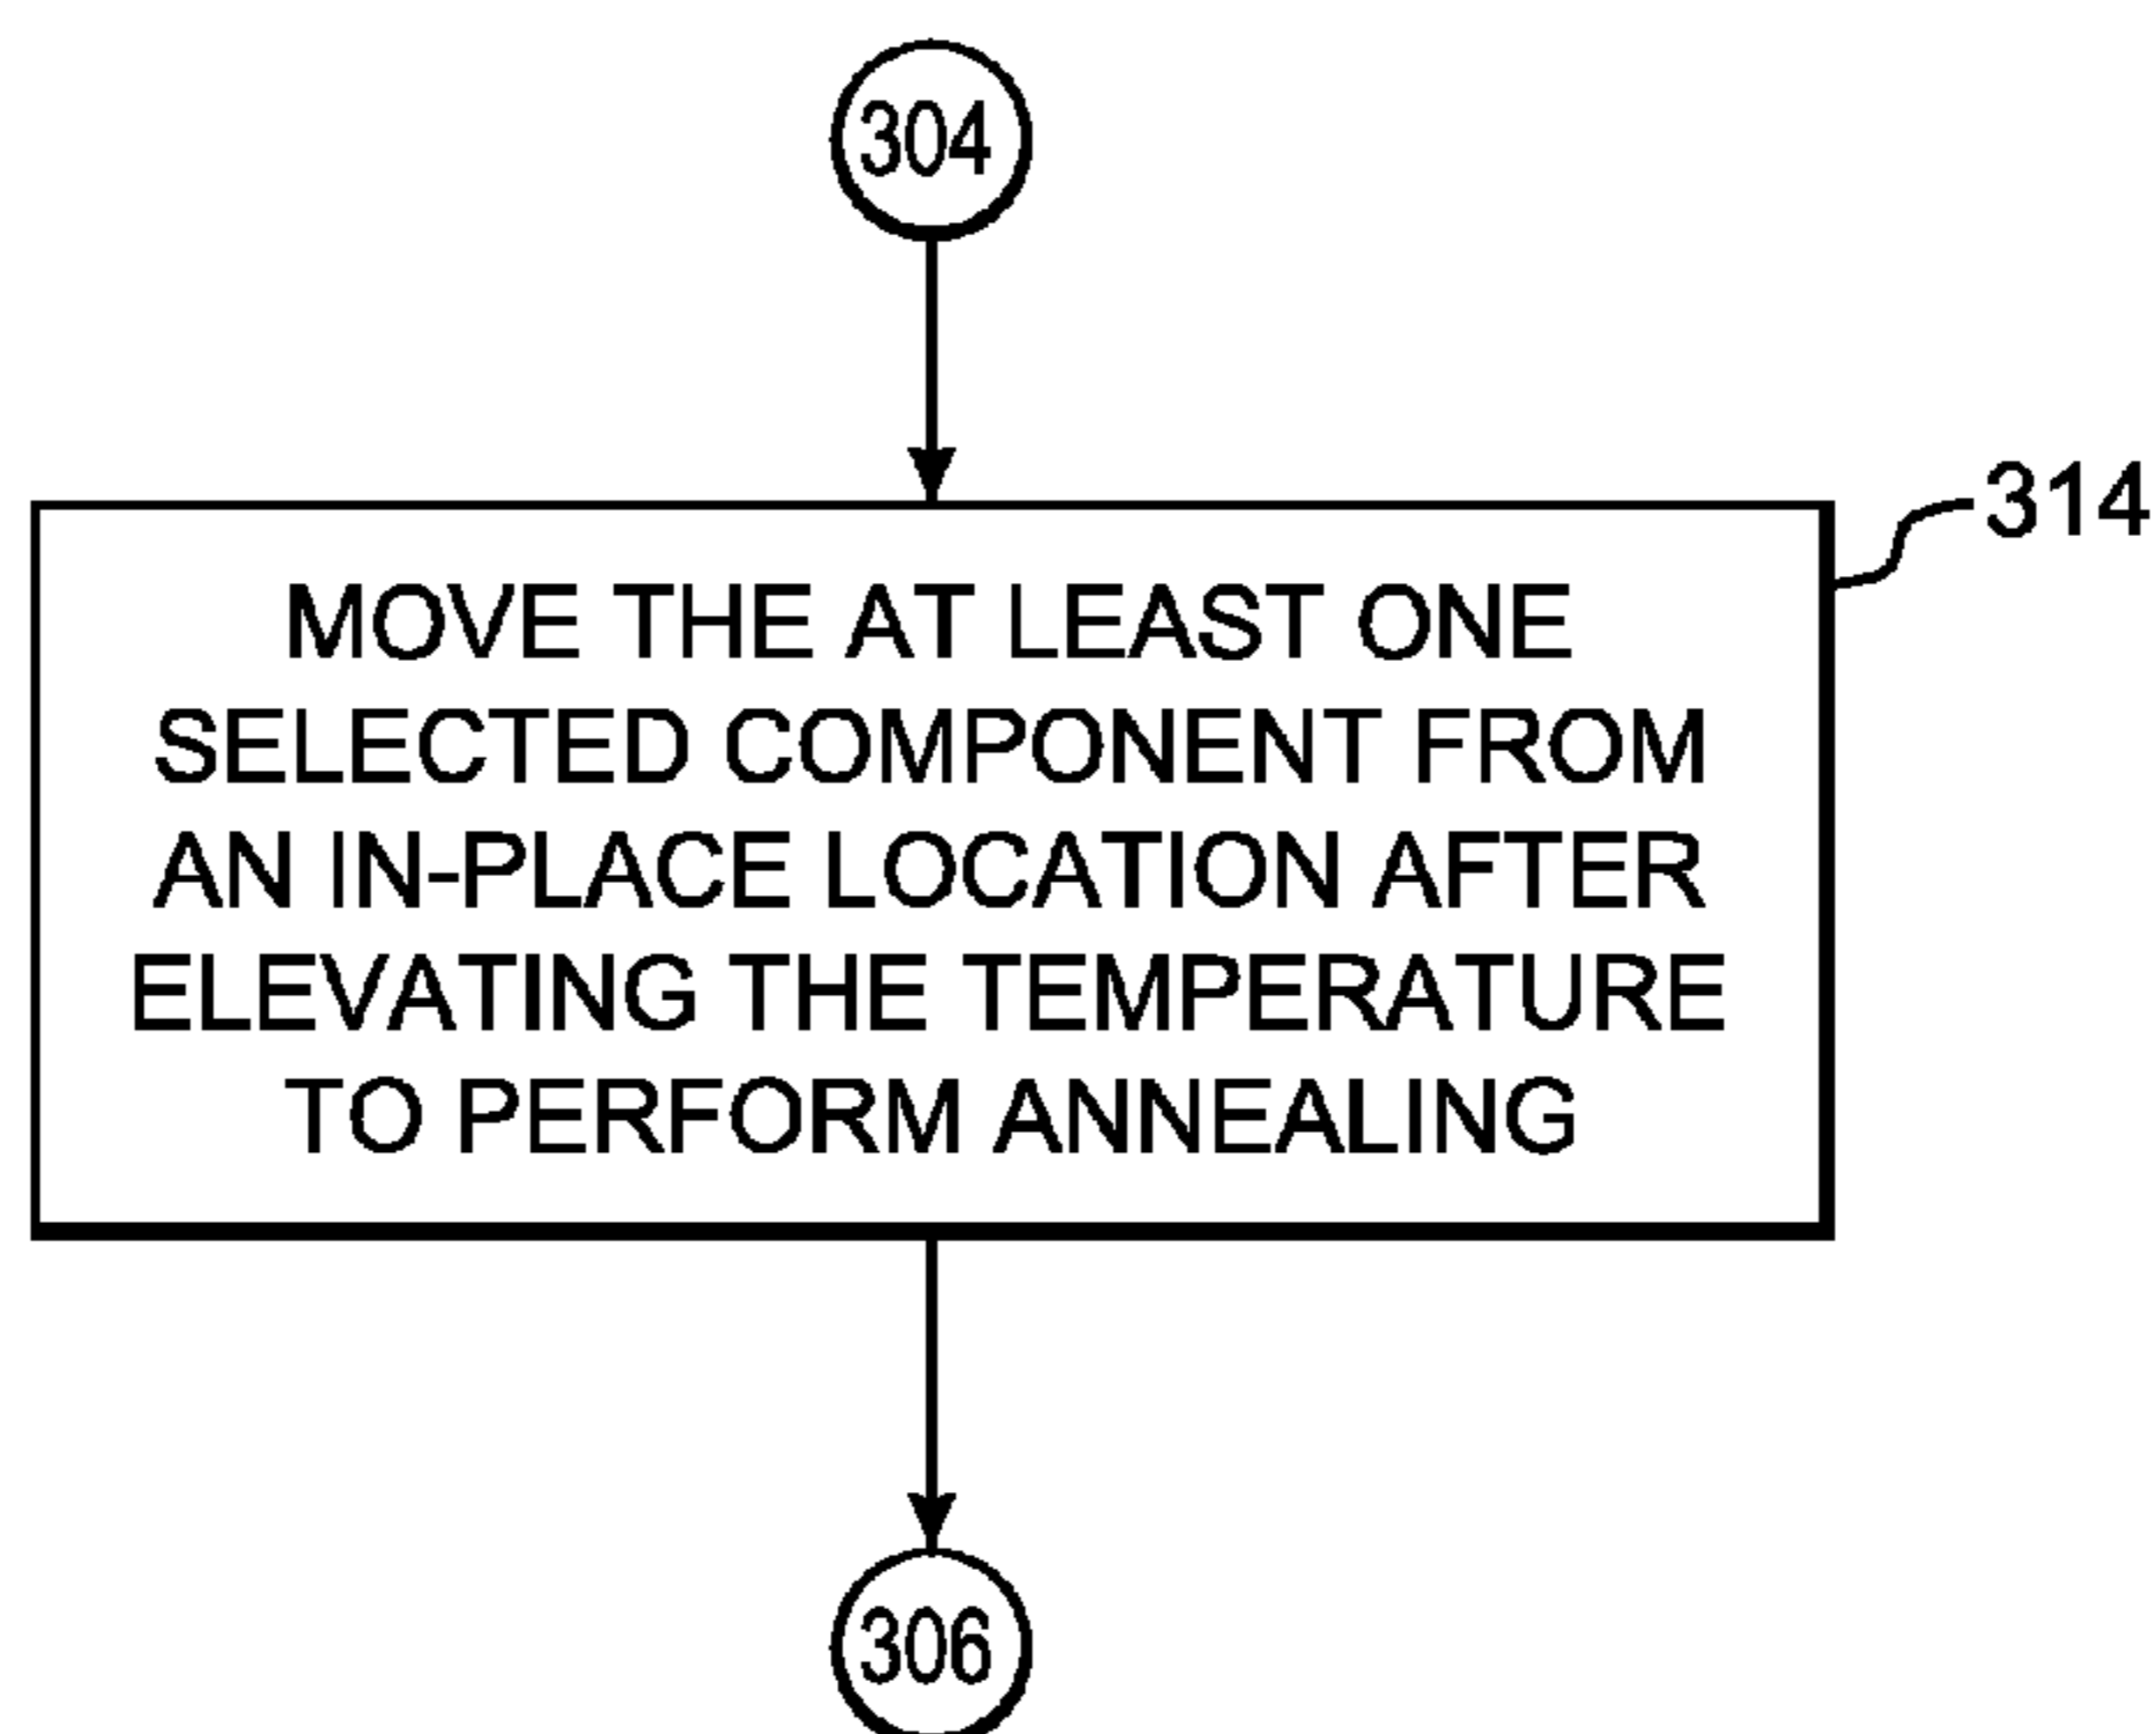 304
314
MOVE THE AT LEAST ONE
SELECTED COMPONENT FROM
AN IN-PLACE LOCATION AFTER
ELEVATING THE TEMPERATURE
TO PERFORM ANNEALING
306